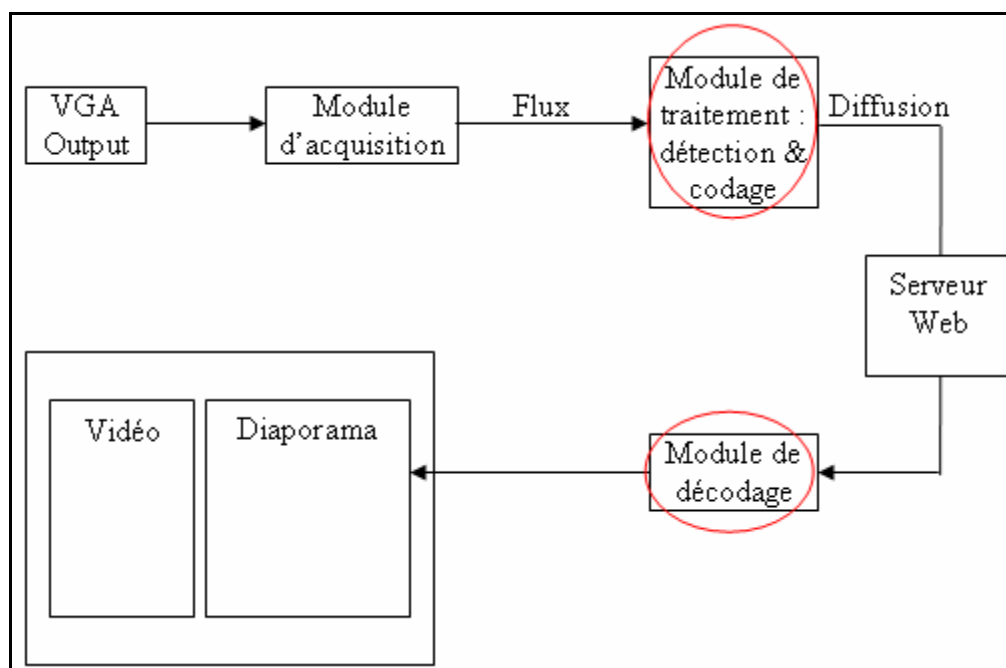 VGA
Output
Module
d'acquisition
Flux
Module de
traitement :
détection &
codage
Diffusion
Serveur
Web
Module de
décodage
Vidéo
Diaporama